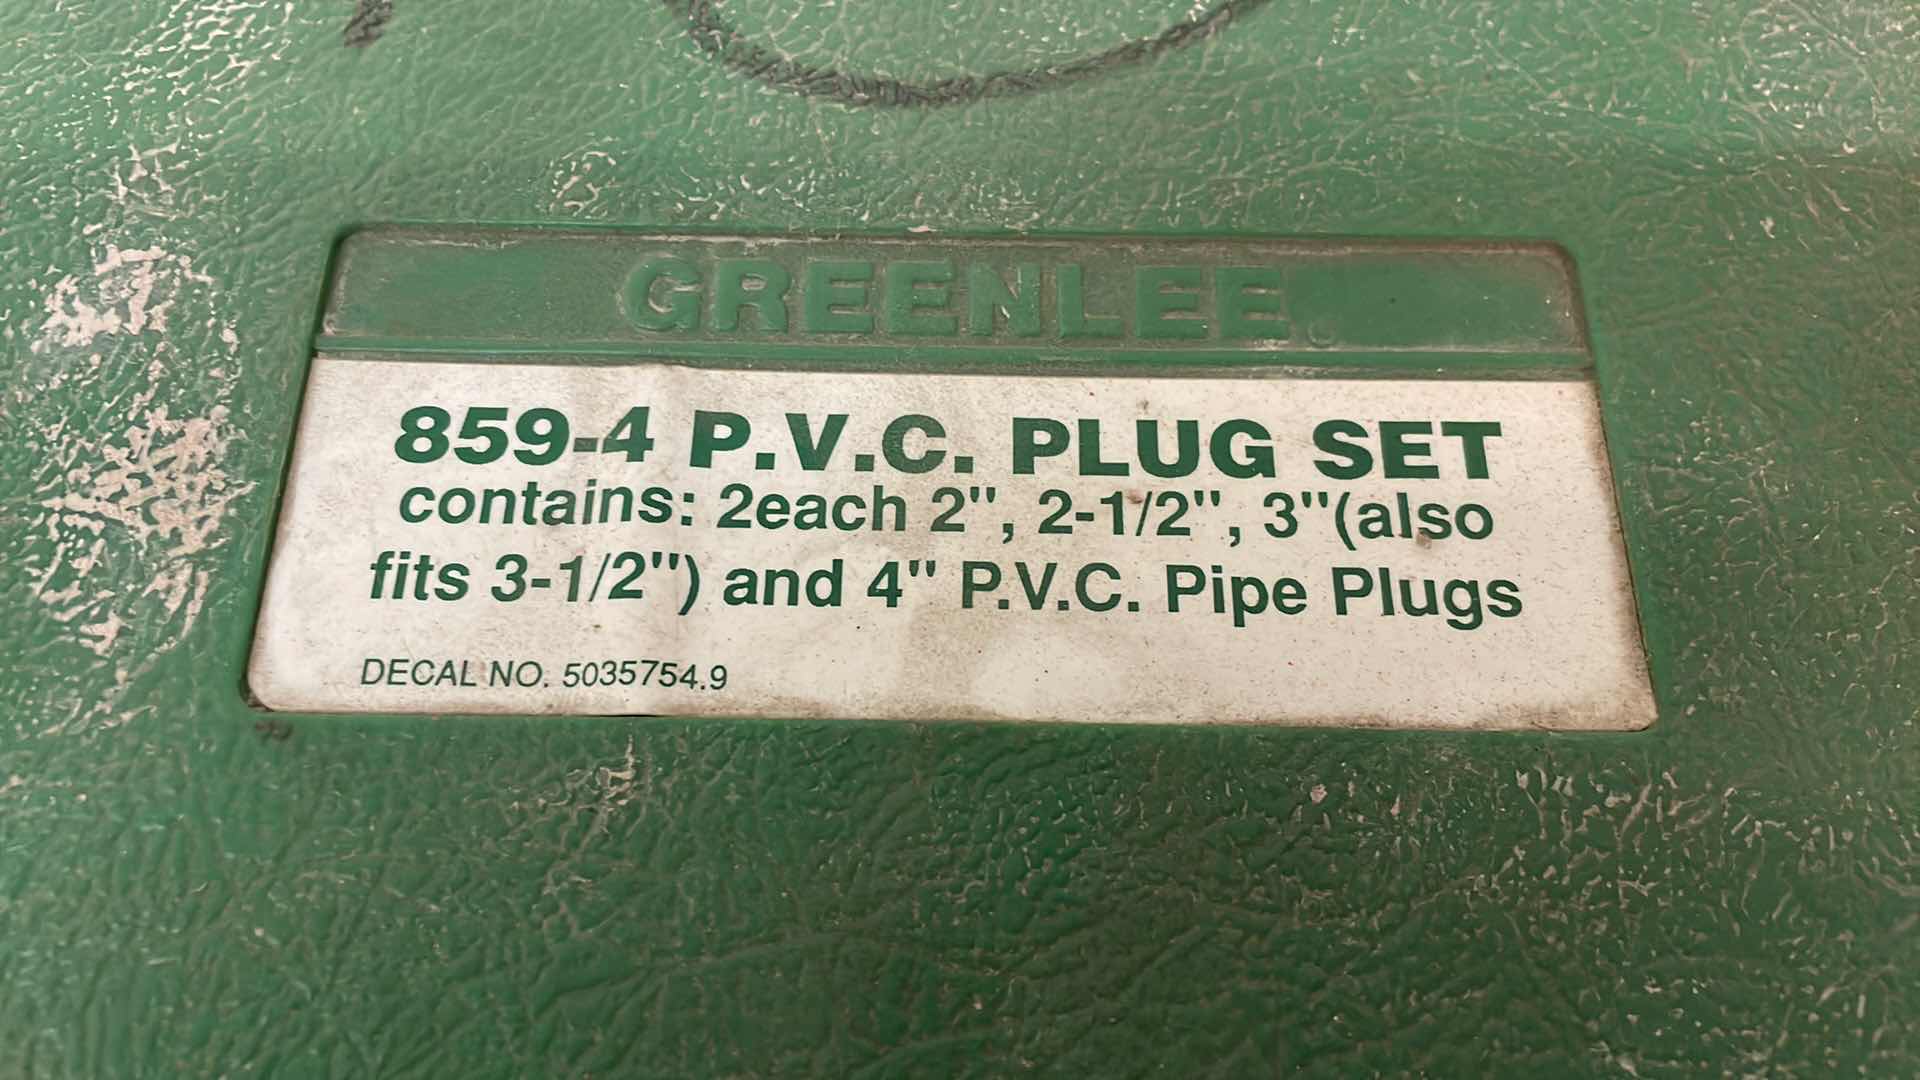 GREENLEE
859-4 P.V.C. PLUG SET
contains: 2each 2", 2-1/2", 3"(also
fits 3-1/2") and 4" P.V.C. Pipe Plugs
DECAL NO. 5035754.9